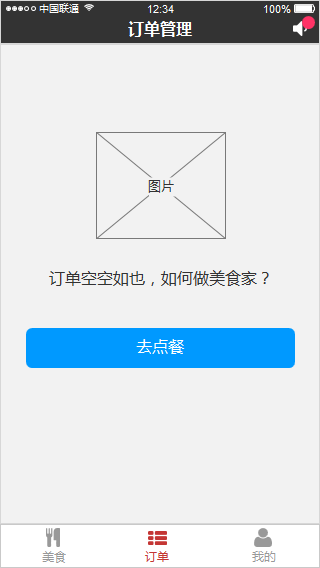 中国联通 12:34 100%
订单管理
图片
订单空空如也，如何做美食家？
去点餐
美食 订单 我的